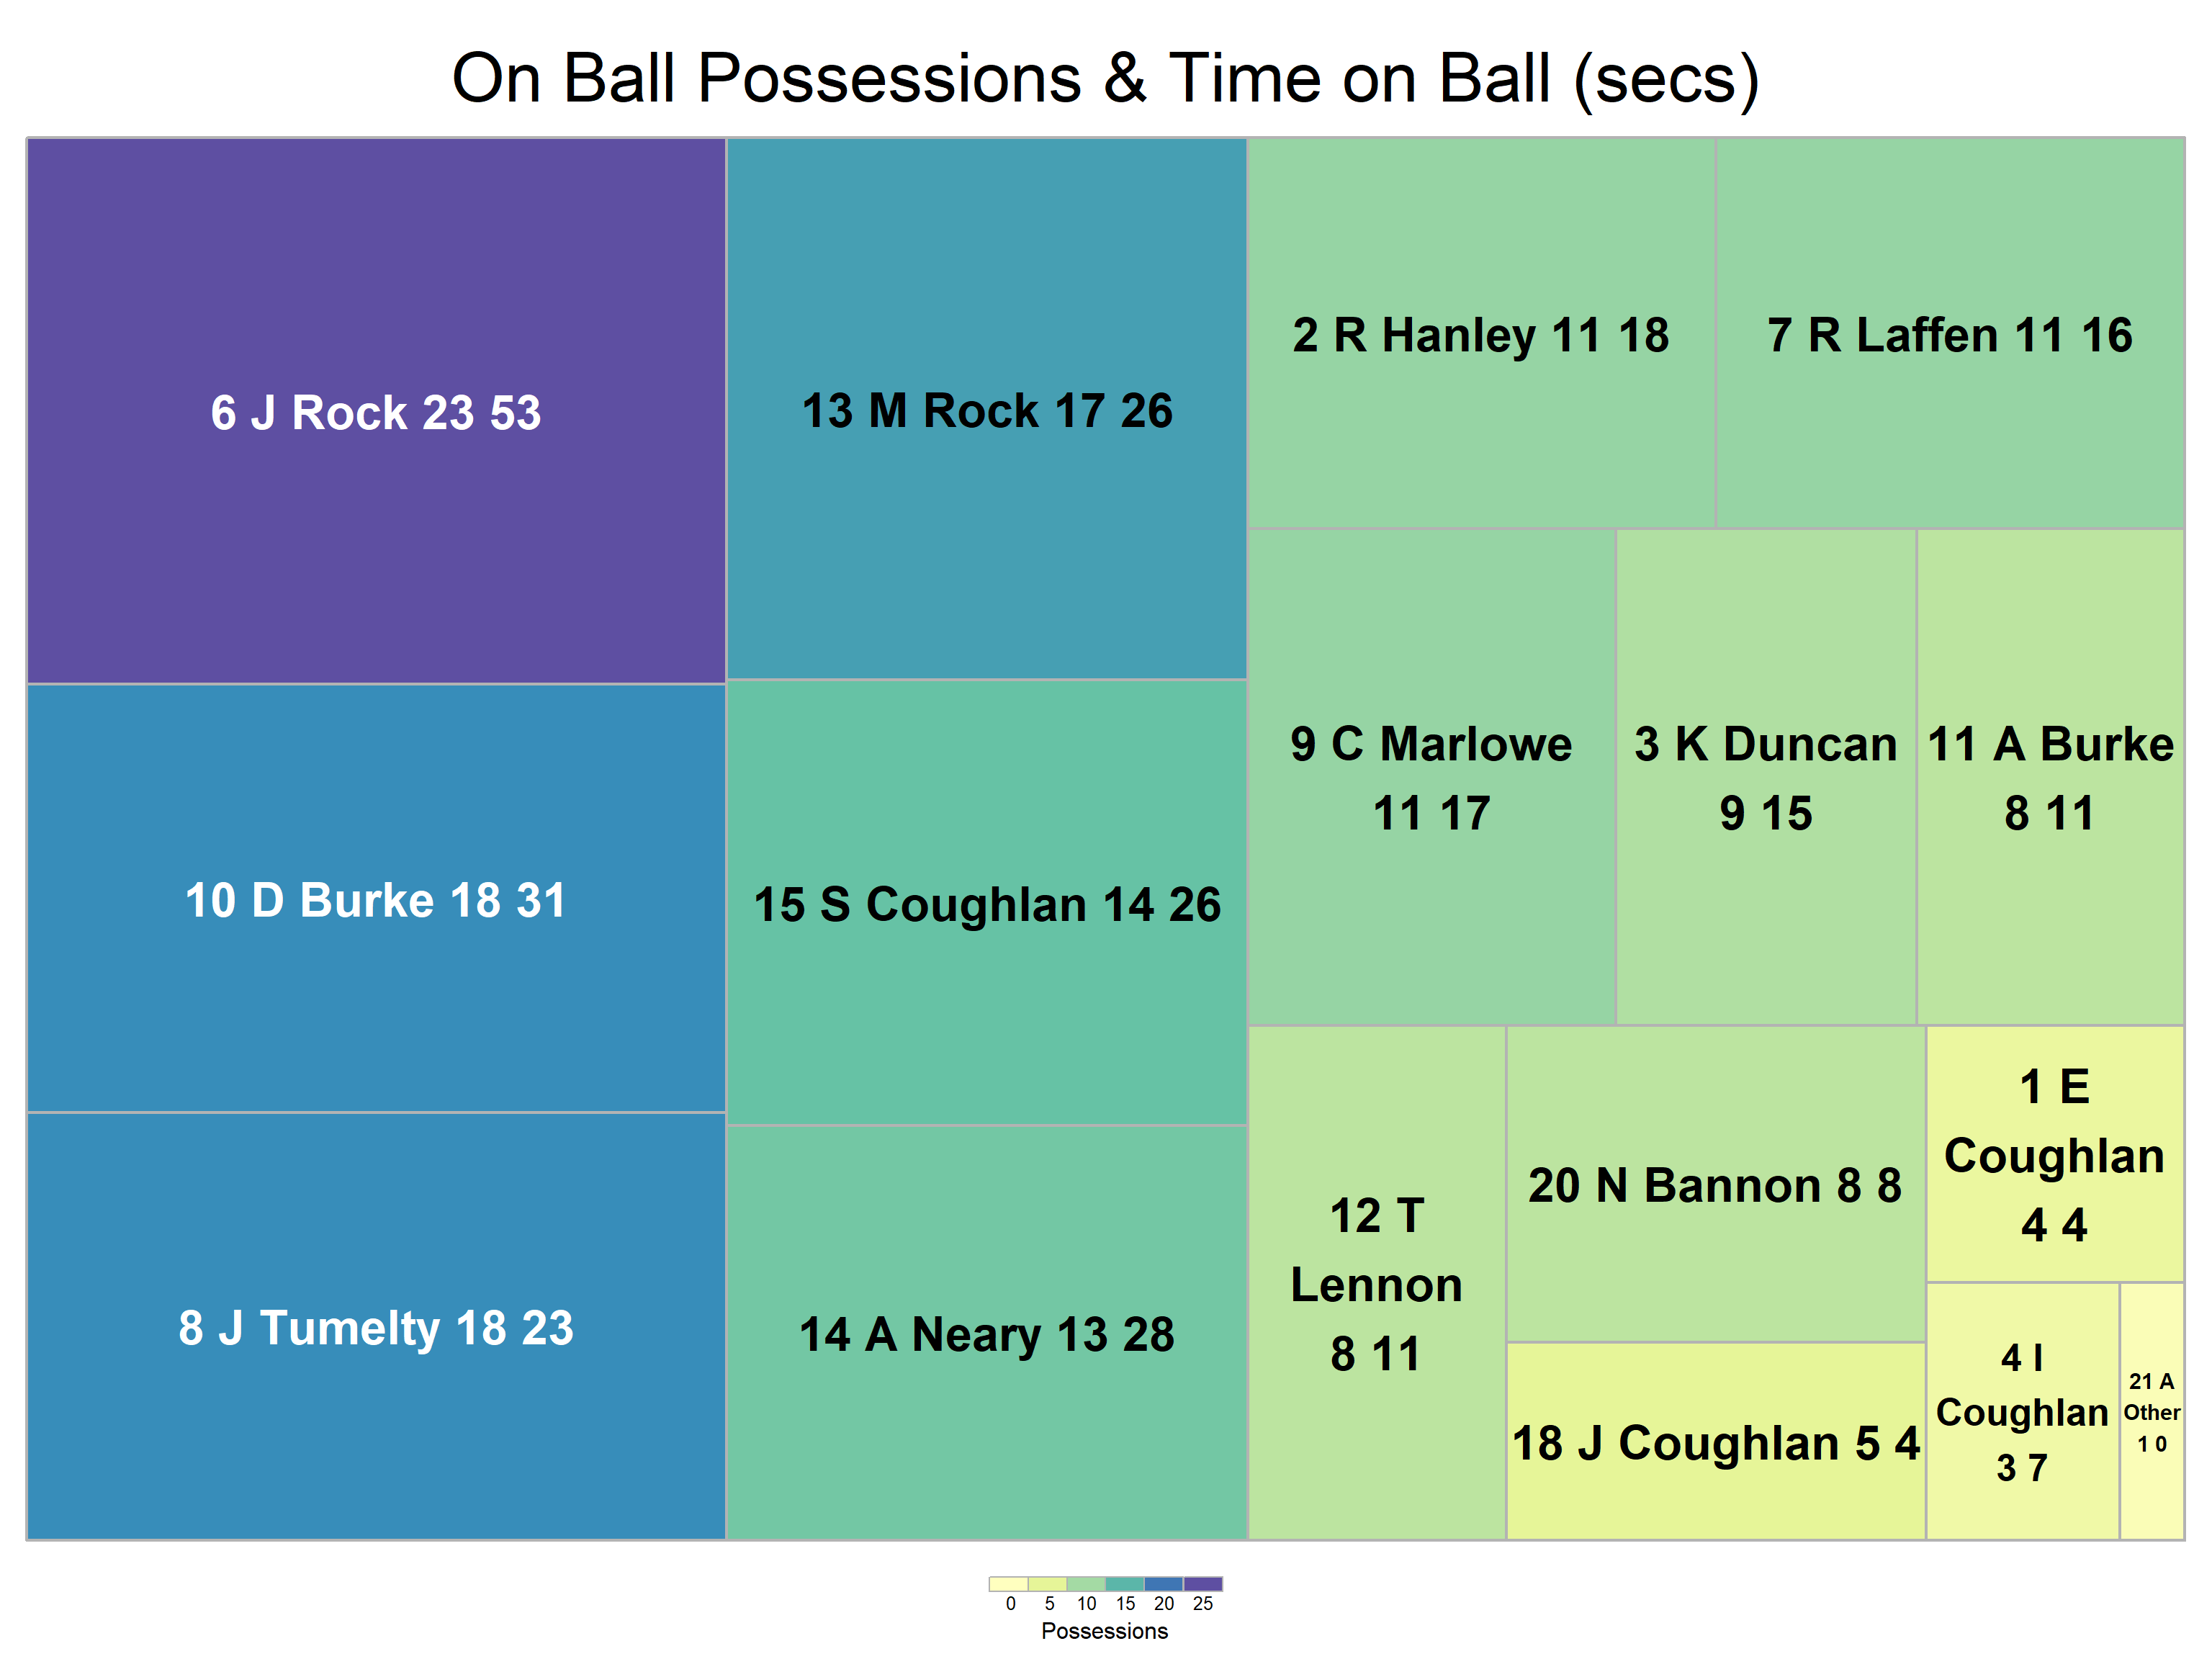 On Ball Possessions & Time on Ball (secs)
6 J Rock 23 53
10 D Burke 18 31
8 J Tumelty 18 23
13 M Rock 17 26
15 S Coughlan 14 26
14 A Neary 13 28
2 R Hanley 11 18
7 R Laffen 11 16
9 C Marlowe
11 17
3 K Duncan
9 15
11 A Burke
8 11
12 T
Lennon
8 11
20 N Bannon 8 8
18 J Coughlan 5 4
1 E
Coughlan
4 4
4 I
Coughlan
3 7
21 A
Other
1 0
0 5 10 15 20 25
Possessions